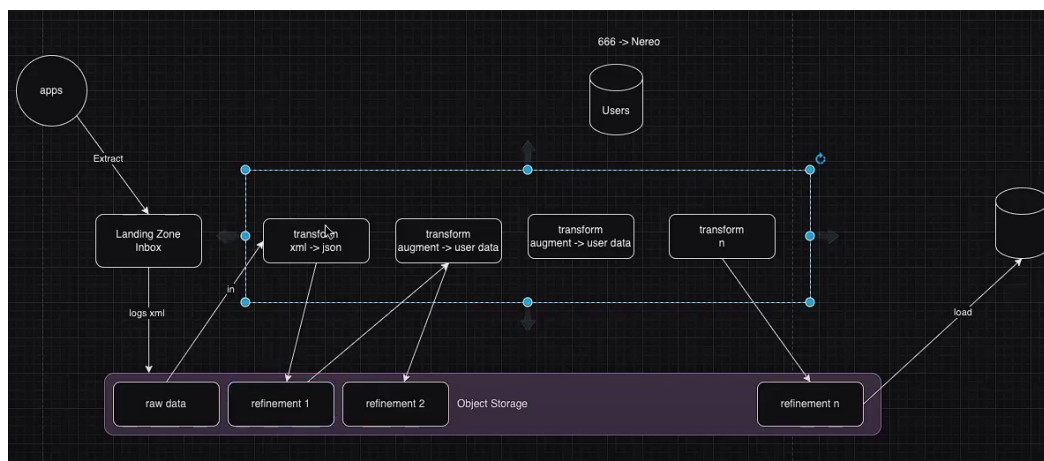 666 -> Nereo
apps
Users
Extract
Landing Zone
Inbox
transform
xml -> json
transform
augment -> user data
transform
augment -> user data
transform
n
in
logs xml
load
raw data
refinement 1
refinement 2
Object Storage
refinement n